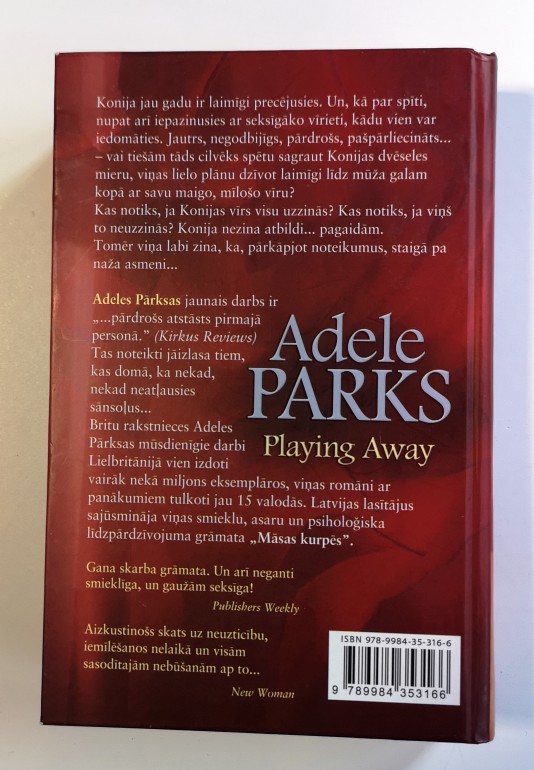 Konija jau gadu ir laimīgi precējusies. Un, kā par spīti,
nupat arī iepazinusies ar seksīgāko vīrieti, kādu vien var
iedomāties. Jautrs, negodbijīgs, pārdrošs, pašpārliecināts...
– vai tiešām tāds cilvēks spētu sagraut Konijas dvēseles
mieru, viņas lielo plānu dzīvot laimīgi līdz mūža galam
kopā ar savu maigo, mīlošo vīru?
Kas notiks, ja Konijas vīrs visu uzzinās? Kas notiks, ja viņš
to neuzzinās? Konija nezina atbildi... pagaidām.
Tomēr viņa labi zina, ka, pārkāpjot noteikumus, staigā pa
naža asmeni...
Adeles Pārksas jaunais darbs ir
„...pārdrošs atstāsts pirmajā
personā.” (Kirkus Reviews)
Tas noteikti jāizlasa tiem,
kas domā, ka nekad,
nekad neatļausies
sānsoļus...
Britu rakstnieces Adeles
Pārksas mūsdienīgie darbi
Lielbritānijā vien izdoti
vairāk nekā miljons eksemplāros, viņas romāni ar
panākumiem tulkoti jau 15 valodās. Latvijas lasītājus
sajūsmināja viņas smieklu, asaru un psiholoģiska
līdzpārdzīvojuma grāmata „Māsas kurpēs”.
Adele
PARKS
Playing Away
Gana skarba grāmata. Un arī neganti
smieklīga, un gaužām seksīga!
Publishers Weekly
Aizkustinošs skats uz neuzticību,
iemīlēšanos nelaikā un visām
sasodītajām nebūšanām ap to...
New Woman
ISBN 978-9984-35-316-6
9 789984 353166